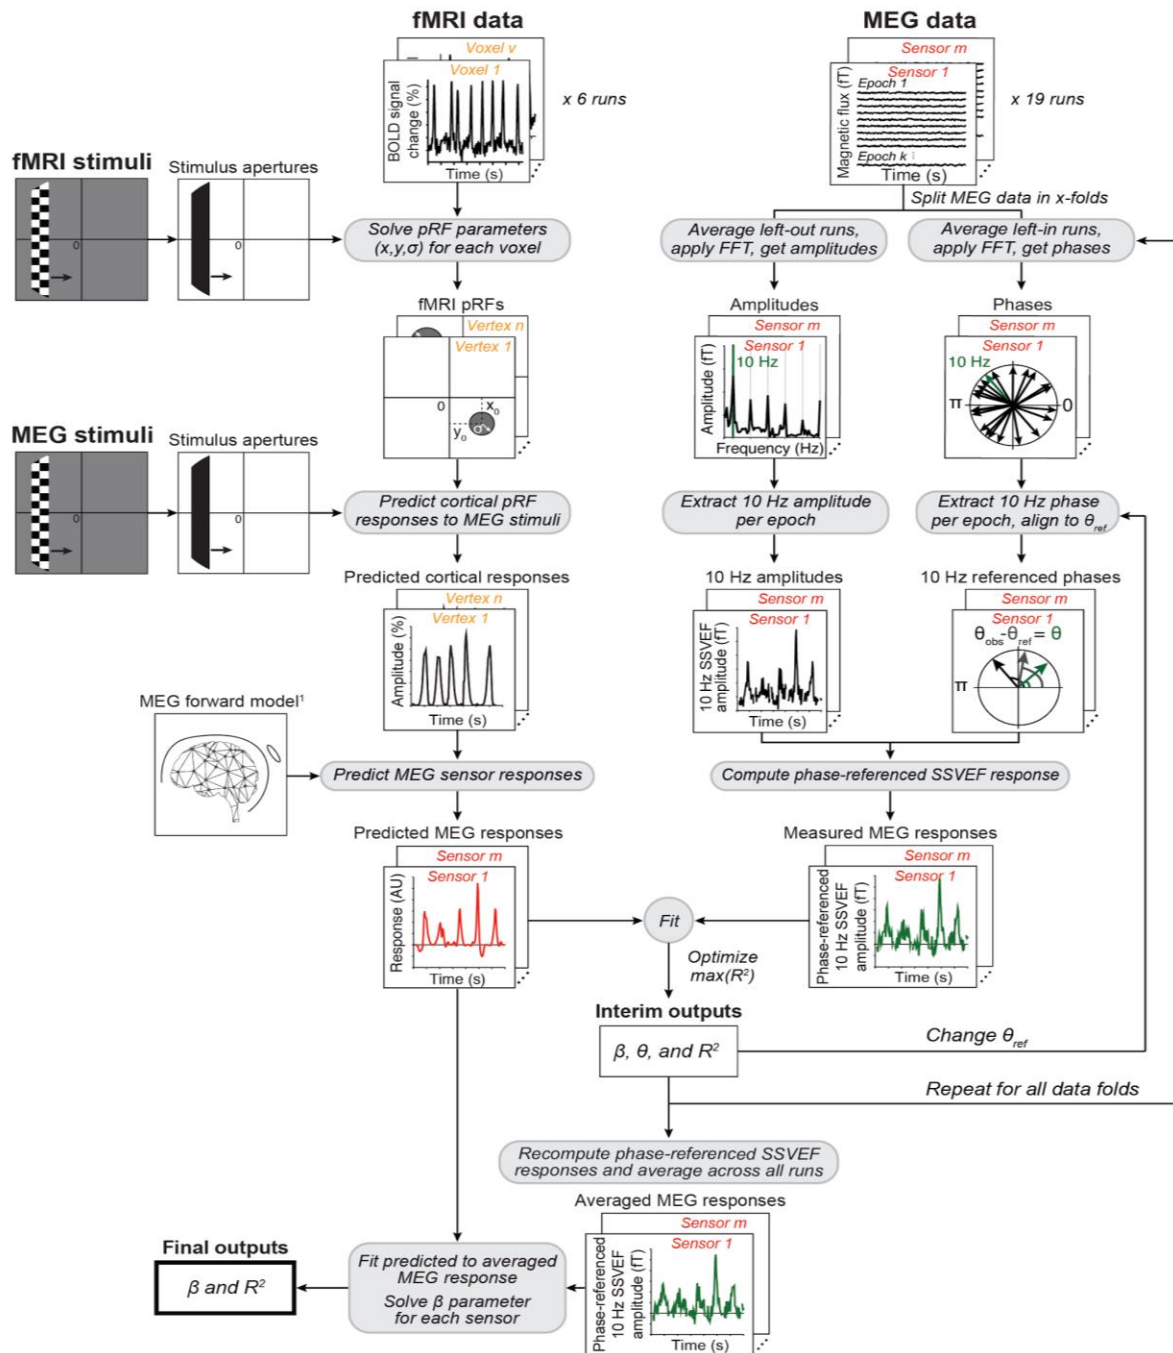 fMRI data
Voxel v
Voxel 1
BOLD signal
change (%)
Time (s)
x 6 runs
MEG data
Sensor m
Sensor 1
Epoch 1
Epoch k
Magnetic flux (fT)
Time (s)
x 19 runs
fMRI stimuli
0
Stimulus apertures
0
Split MEG data in x-folds
Solve pRF parameters
(x,y,σ) for each voxel
Average left-out runs,
apply FFT, get amplitudes
Average left-in runs,
apply FFT, get phases
fMRI pRFs
Vertex n
Vertex 1
0
x₀
y₀
σ
Amplitudes
Sensor m
Sensor 1
10 Hz
Amplitude (fT)
Frequency (Hz)
Phases
Sensor m
Sensor 1
10 Hz
π
0
MEG stimuli
0
Stimulus apertures
0
Predict cortical pRF
responses to MEG stimuli
Extract 10 Hz amplitude
per epoch
Extract 10 Hz phase
per epoch, align to θref
Predicted cortical responses
Vertex n
Vertex 1
Amplitude (%)
Time (s)
10 Hz amplitudes
Sensor m
Sensor 1
10 Hz SSVEF
amplitude (fT)
Time (s)
10 Hz referenced phases
Sensor m
Sensor 1
θobs-θref= θ
π
MEG forward model¹
Predict MEG sensor responses
Compute phase-referenced SSVEF response
Predicted MEG responses
Sensor m
Sensor 1
Response (AU)
Time (s)
Fit
Optimize
max(R²)
Measured MEG responses
Sensor m
Sensor 1
Phase-referenced
10 Hz SSVEF
amplitude (fT)
Time (s)
Interim outputs
β, θ, and R²
Change θref
Repeat for all data folds
Recompute phase-referenced SSVEF
responses and average across all runs
Averaged MEG responses
Sensor m
Sensor 1
Phase-referenced
10 Hz SSVEF
amplitude (fT)
Time (s)
Fit predicted to averaged
MEG response
Solve β parameter
for each sensor
Final outputs
β and R²